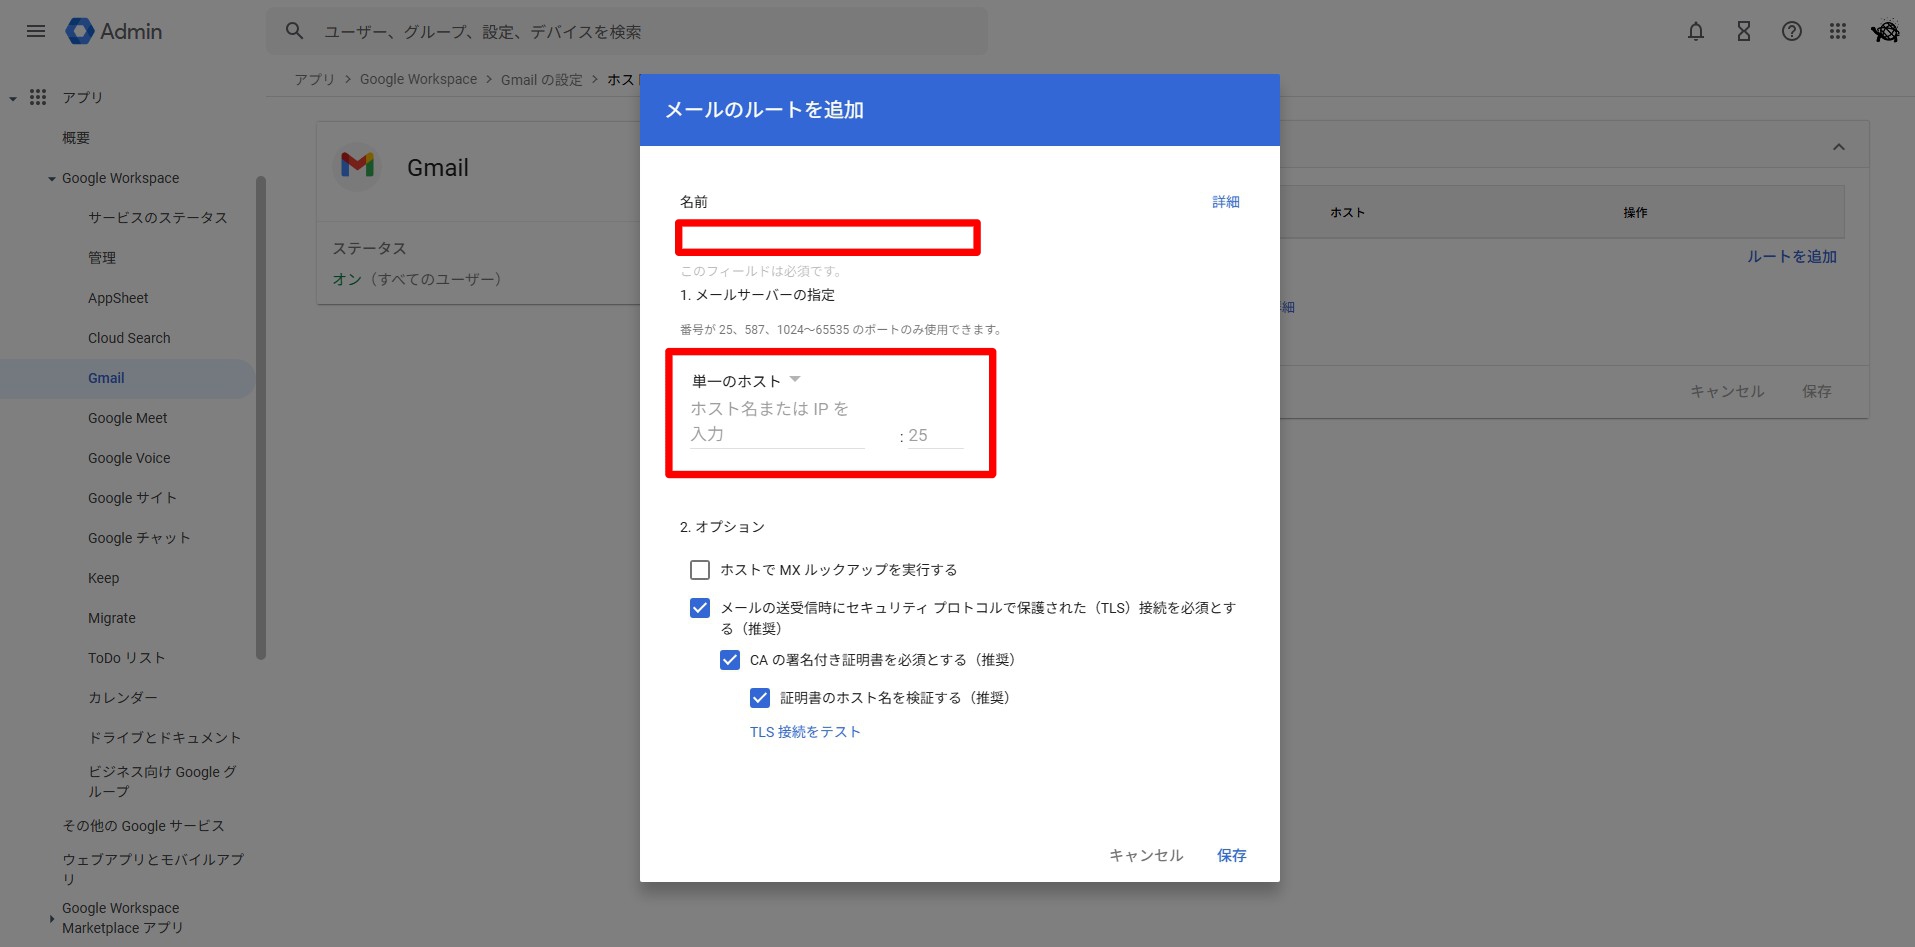 Admin
ユーザー、グループ、設定、デバイスを検索
アプリ
概要
Google Workspace
サービスのステータス
管理
AppSheet
Cloud Search
Gmail
Google Meet
Google Voice
Google サイト
Google チャット
Keep
Migrate
ToDo リスト
カレンダー
ドライブとドキュメント
ビジネス向け Google グ
ループ
その他の Google サービス
ウェブアプリとモバイルアプ
リ
Google Workspace
Marketplace アプリ
アプリ > Google Workspace > Gmail の設定 > ホス
Gmail
ステータス
オン（すべてのユーザー）
メールのルートを追加
名前
詳細
このフィールドは必須です。
1. メールサーバーの指定
番号が 25、587、1024～65535 のポートのみ使用できます。
単一のホスト
ホスト名または IP を
入力
: 25
2. オプション
ホストで MX ルックアップを実行する
メールの送受信時にセキュリティ プロトコルで保護された（TLS）接続を必須とす
る（推奨）
CA の署名付き証明書を必須とする（推奨）
証明書のホスト名を検証する（推奨）
TLS 接続をテスト
キャンセル
保存
ホスト
操作
ルートを追加
細
キャンセル
保存